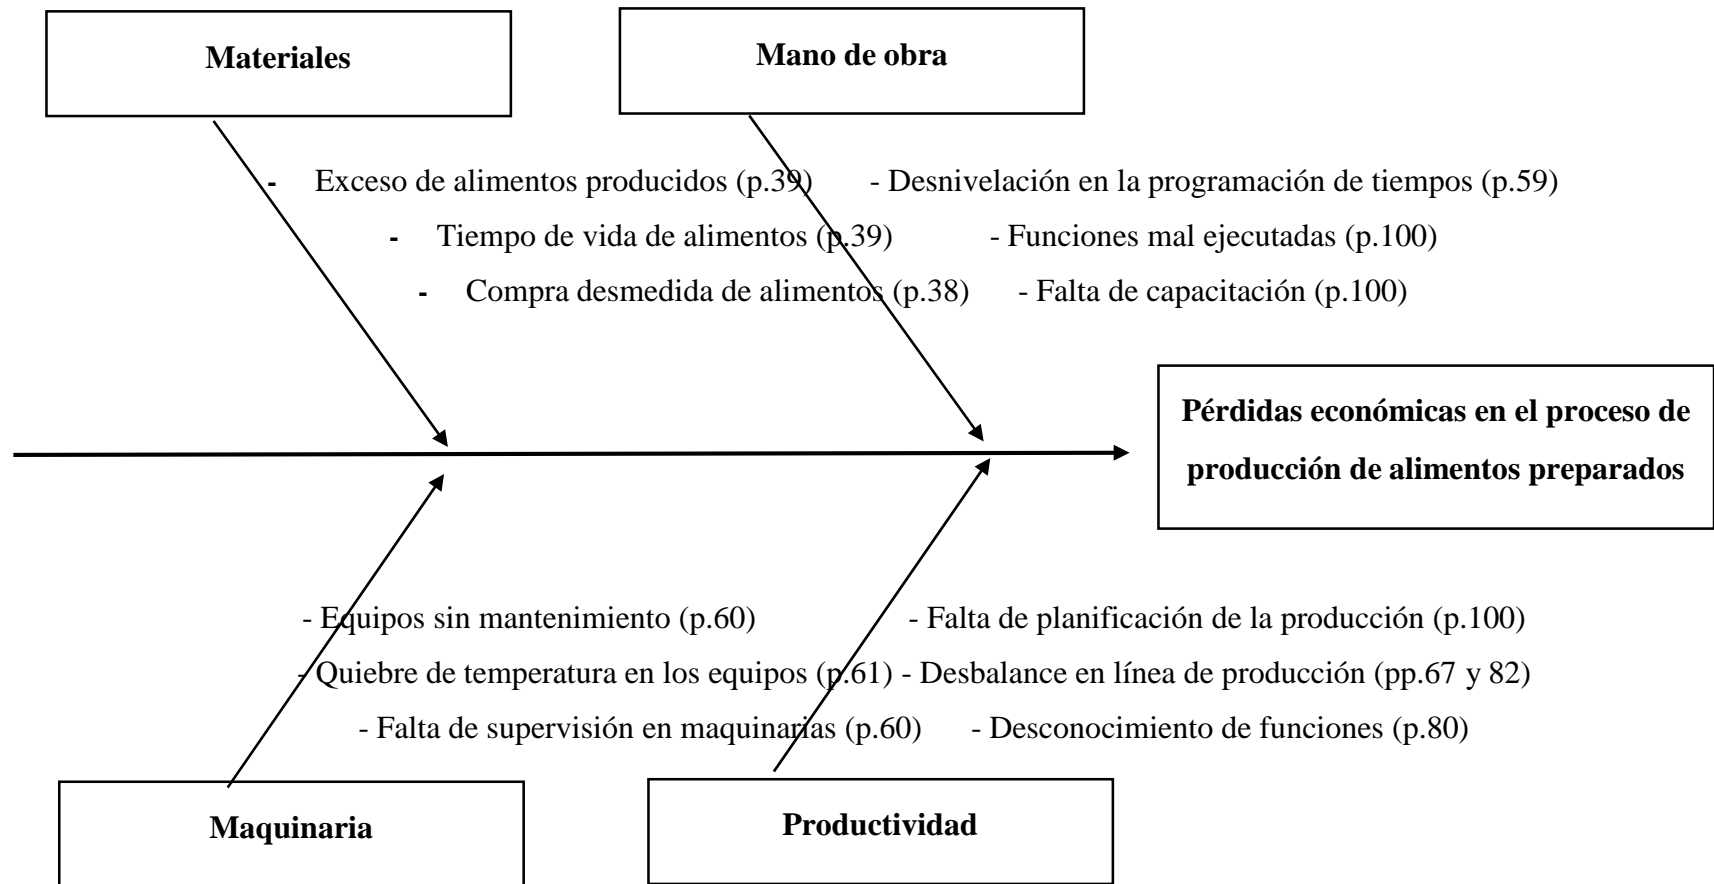 Materiales
Mano de obra
- Exceso de alimentos producidos (p.39)
- Desnivelación en la programación de tiempos (p.59)
- Tiempo de vida de alimentos (p.39)
- Funciones mal ejecutadas (p.100)
- Compra desmedida de alimentos (p.38)
- Falta de capacitación (p.100)
Pérdidas económicas en el proceso de
producción de alimentos preparados
- Equipos sin mantenimiento (p.60)
- Falta de planificación de la producción (p.100)
- Quiebre de temperatura en los equipos (p.61)
- Desbalance en línea de producción (pp.67 y 82)
- Falta de supervisión en maquinarias (p.60)
- Desconocimiento de funciones (p.80)
Maquinaria
Productividad